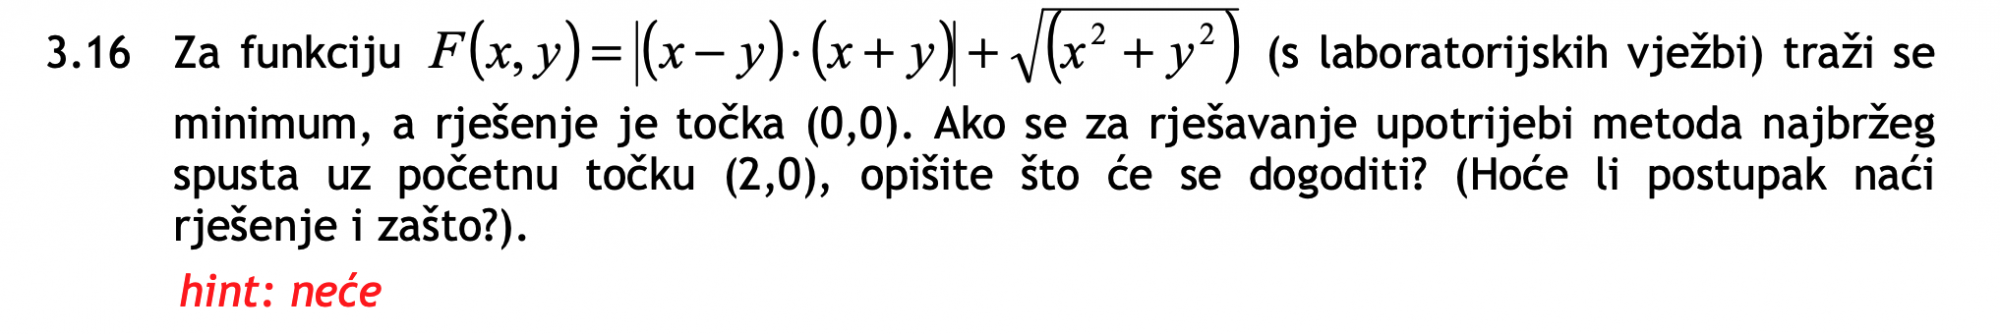 3.16 Za funkciju F(x, y) = |(x − y)·(x + y)| + √(x² + y²) (s laboratorijskih vježbi) traži se
minimum, a rješenje je točka (0,0). Ako se za rješavanje upotrijebi metoda najbržeg
spusta uz početnu točku (2,0), opišite što će se dogoditi? (Hoće li postupak naći
rješenje i zašto?).
hint: neće